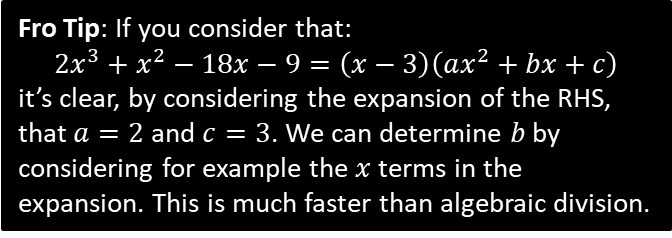 Fro Tip: If you consider that:
2x³ + x² − 18x − 9 = (x − 3)(ax² + bx + c)
it’s clear, by considering the expansion of the RHS,
that a = 2 and c = 3. We can determine b by
considering for example the x terms in the
expansion. This is much faster than algebraic division.